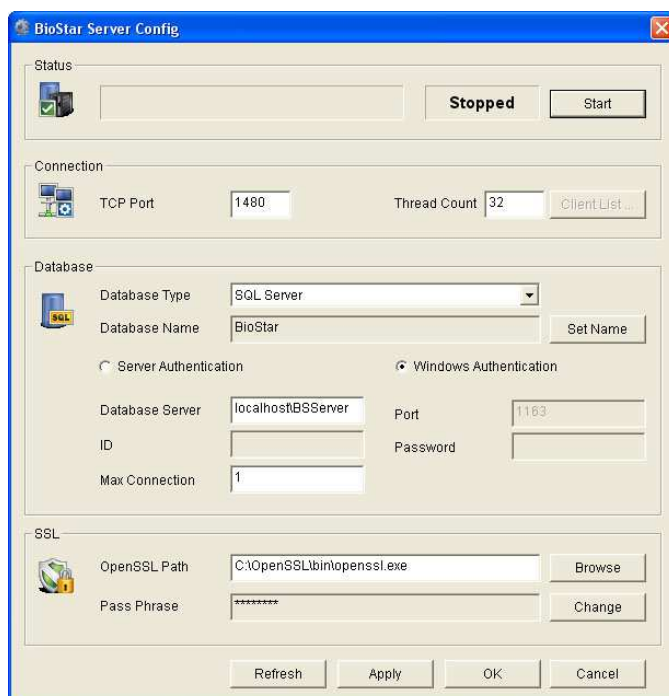 BioStar Server Config
Status
Stopped
Start
Connection
TCP Port
1480
Thread Count
32
Client List ...
Database
SQL
Database Type
SQL Server
Database Name
BioStar
Set Name
Server Authentication
Windows Authentication
Database Server
localhost\BSServer
Port
1163
ID
Password
Max Connection
1
SSL
OpenSSL Path
C:\OpenSSL\bin\openssl.exe
Browse
Pass Phrase
********
Change
Refresh
Apply
OK
Cancel